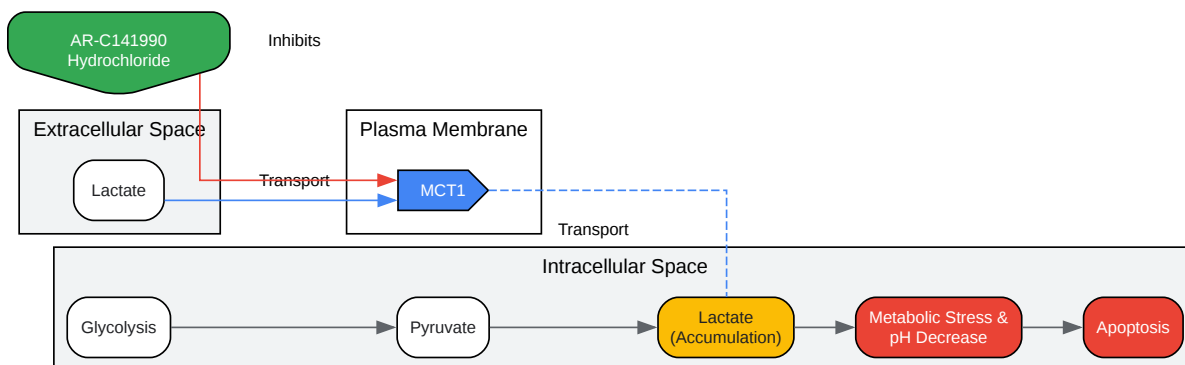 AR-C141990
Hydrochloride
Inhibits
Extracellular Space
Plasma Membrane
Lactate
Transport
MCT1
Transport
Intracellular Space
Glycolysis
Pyruvate
Lactate
(Accumulation)
Metabolic Stress &
pH Decrease
Apoptosis